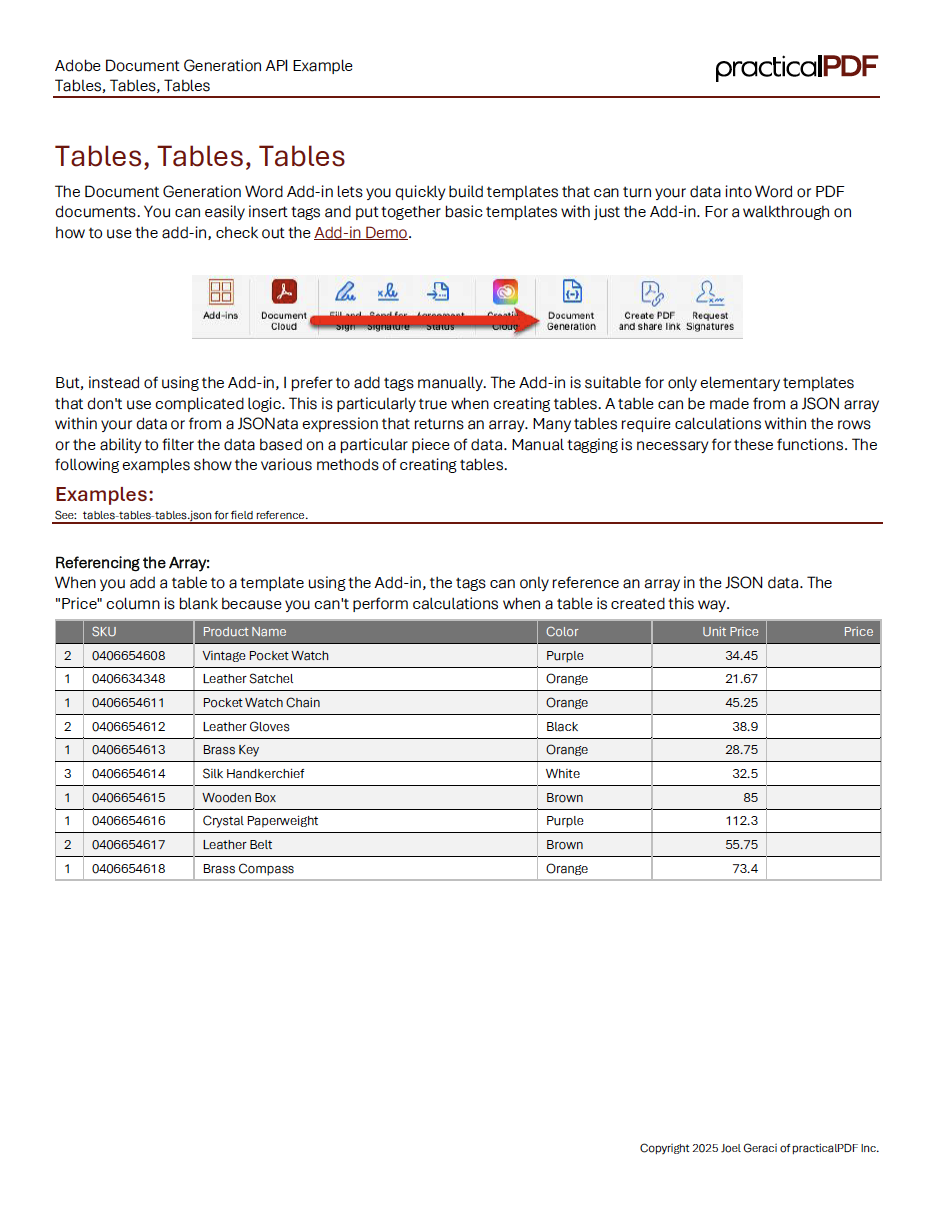 Adobe Document Generation API Example
Tables, Tables, Tables
practicalPDF
Tables, Tables, Tables
The Document Generation Word Add-in lets you quickly build templates that can turn your data into Word or PDF
documents. You can easily insert tags and put together basic templates with just the Add-in. For a walkthrough on
how to use the add-in, check out the Add-in Demo.
Add-ins Document Cloud Fill and Sign Send for Signature Agreement Status Document Generation Create PDF and share link Request Signatures
But, instead of using the Add-in, I prefer to add tags manually. The Add-in is suitable for only elementary templates
that don't use complicated logic. This is particularly true when creating tables. A table can be made from a JSON array
within your data or from a JSONata expression that returns an array. Many tables require calculations within the rows
or the ability to filter the data based on a particular piece of data. Manual tagging is necessary for these functions. The
following examples show the various methods of creating tables.
Examples:
See: tables-tables-tables.json for field reference.
Referencing the Array:
When you add a table to a template using the Add-in, the tags can only reference an array in the JSON data. The
"Price" column is blank because you can't perform calculations when a table is created this way.
SKU Product Name Color Unit Price Price
2 0406654608 Vintage Pocket Watch Purple 34.45
1 0406634348 Leather Satchel Orange 21.67
1 0406654611 Pocket Watch Chain Orange 45.25
2 0406654612 Leather Gloves Black 38.9
1 0406654613 Brass Key Orange 28.75
3 0406654614 Silk Handkerchief White 32.5
1 0406654615 Wooden Box Brown 85
1 0406654616 Crystal Paperweight Purple 112.3
2 0406654617 Leather Belt Brown 55.75
1 0406654618 Brass Compass Orange 73.4
Copyright 2025 Joel Geraci of practicalPDF Inc.